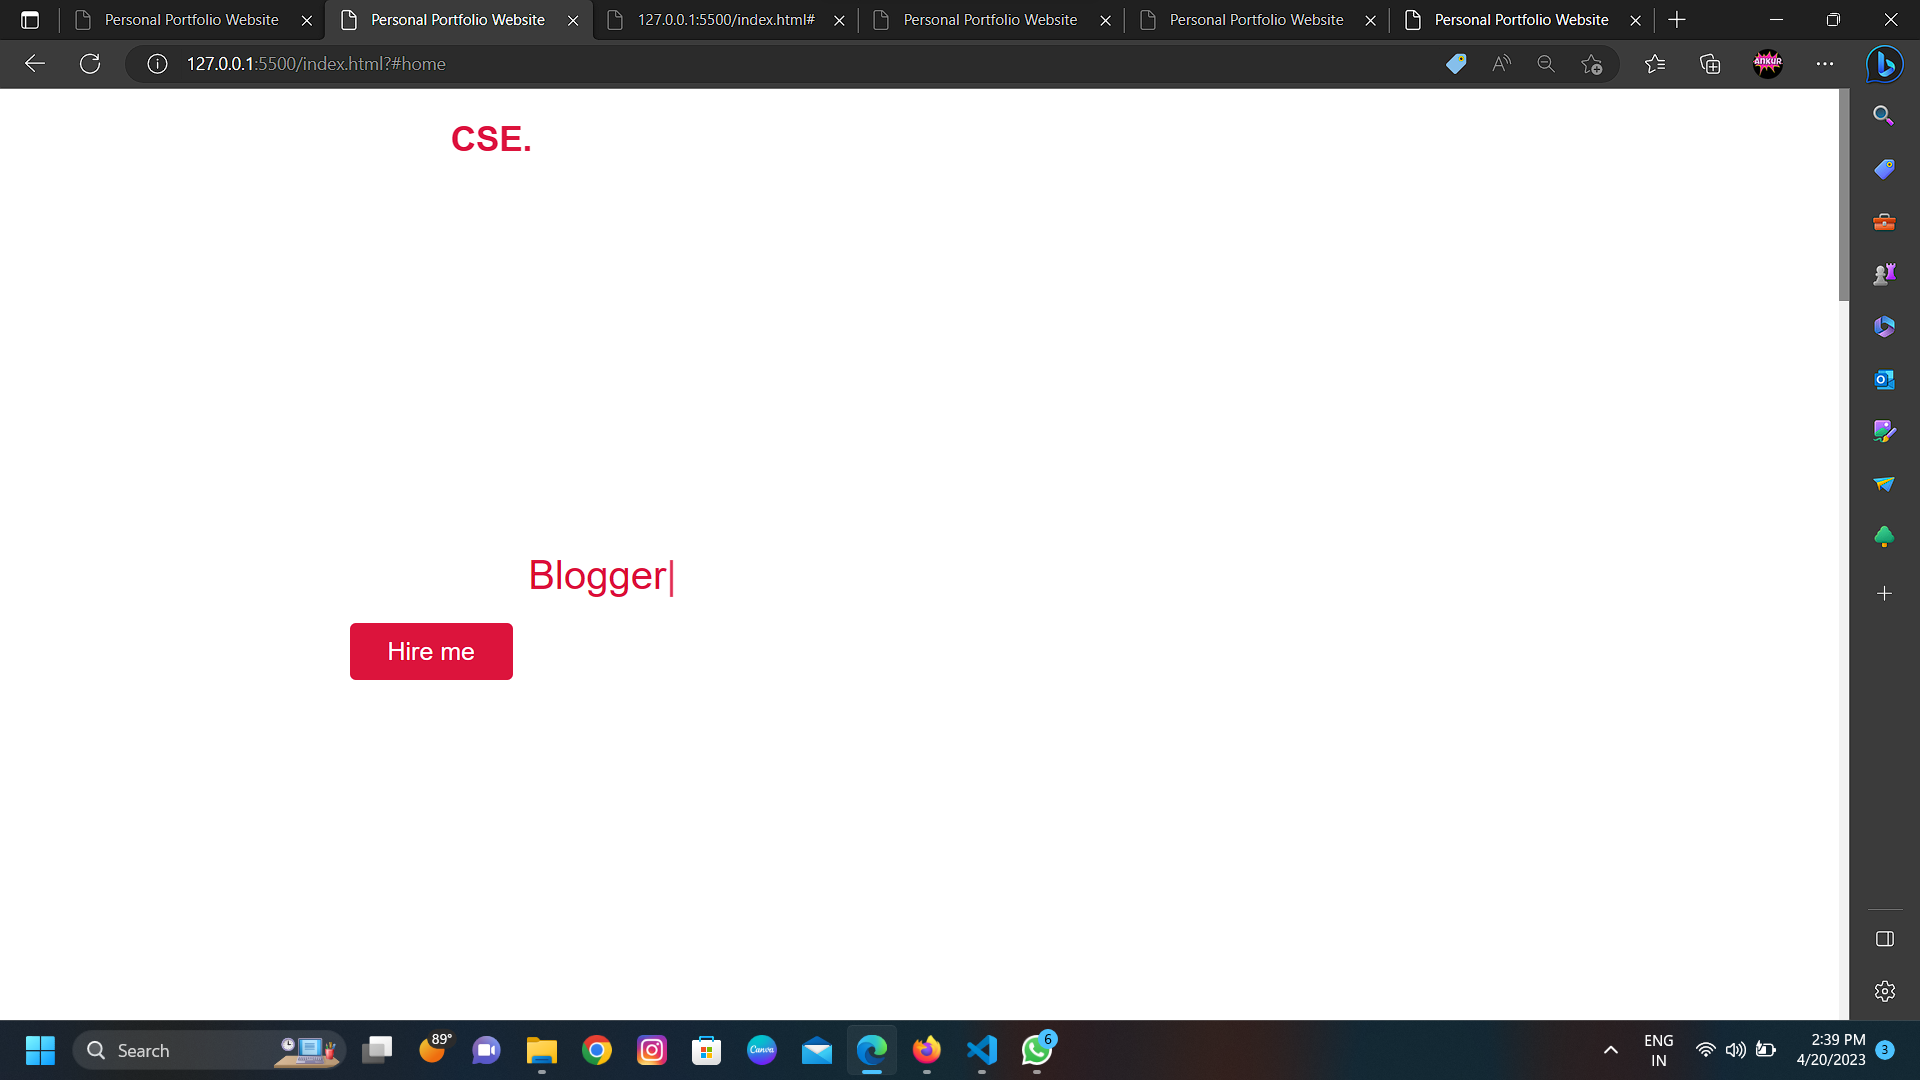 Personal Portfolio Website
Personal Portfolio Website
127.0.0.1:5500/index.html#
Personal Portfolio Website
Personal Portfolio Website
Personal Portfolio Website
127.0.0.1:5500/index.html?#home
ANKUR
CSE.
Blogger|
Hire me
Search
89°
Canva
6
ENG
IN
2:39 PM
4/20/2023
3